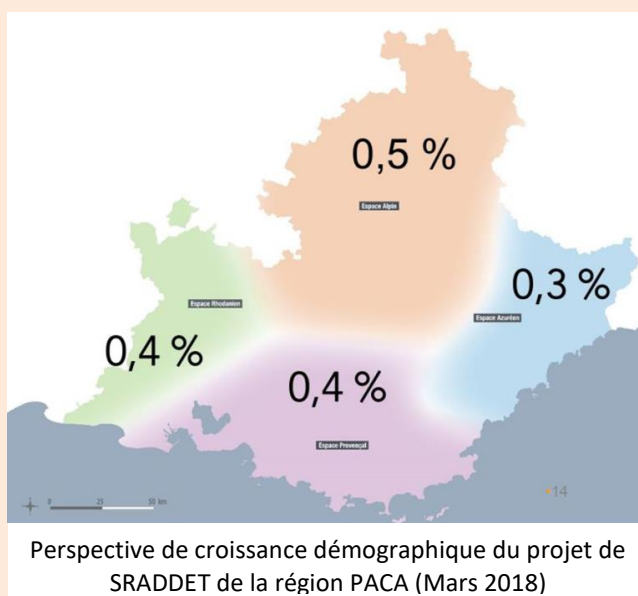 0,5 %
Espace Alpin
0,3 %
Espace Rhodanien
Espace Azuréen
0,4 %
0,4 %
Espace Provençal
14
0 25 50 km
Perspective de croissance démographique du projet de
SRADDET de la région PACA (Mars 2018)